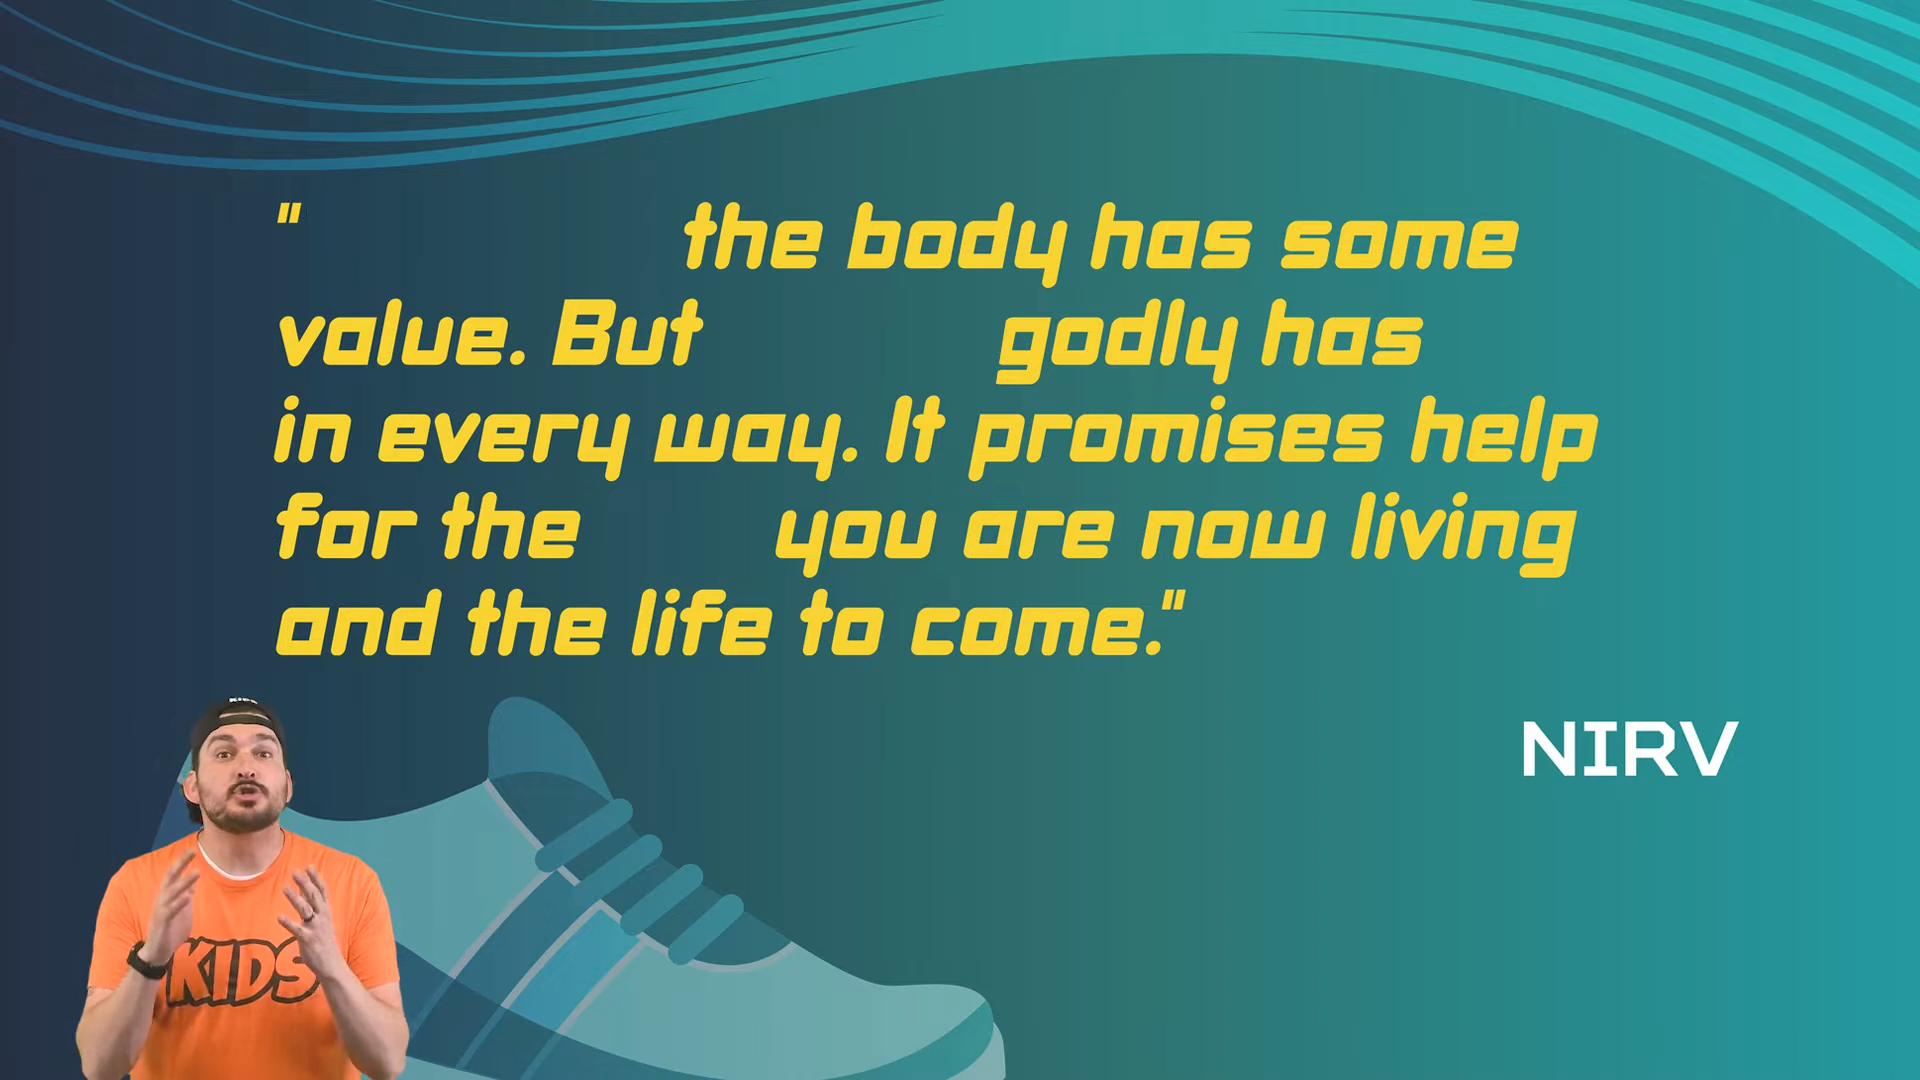 " the body has some
value. But godly has
in every way. It promises help
for the you are now living
and the life to come."
NIRV
KIDS